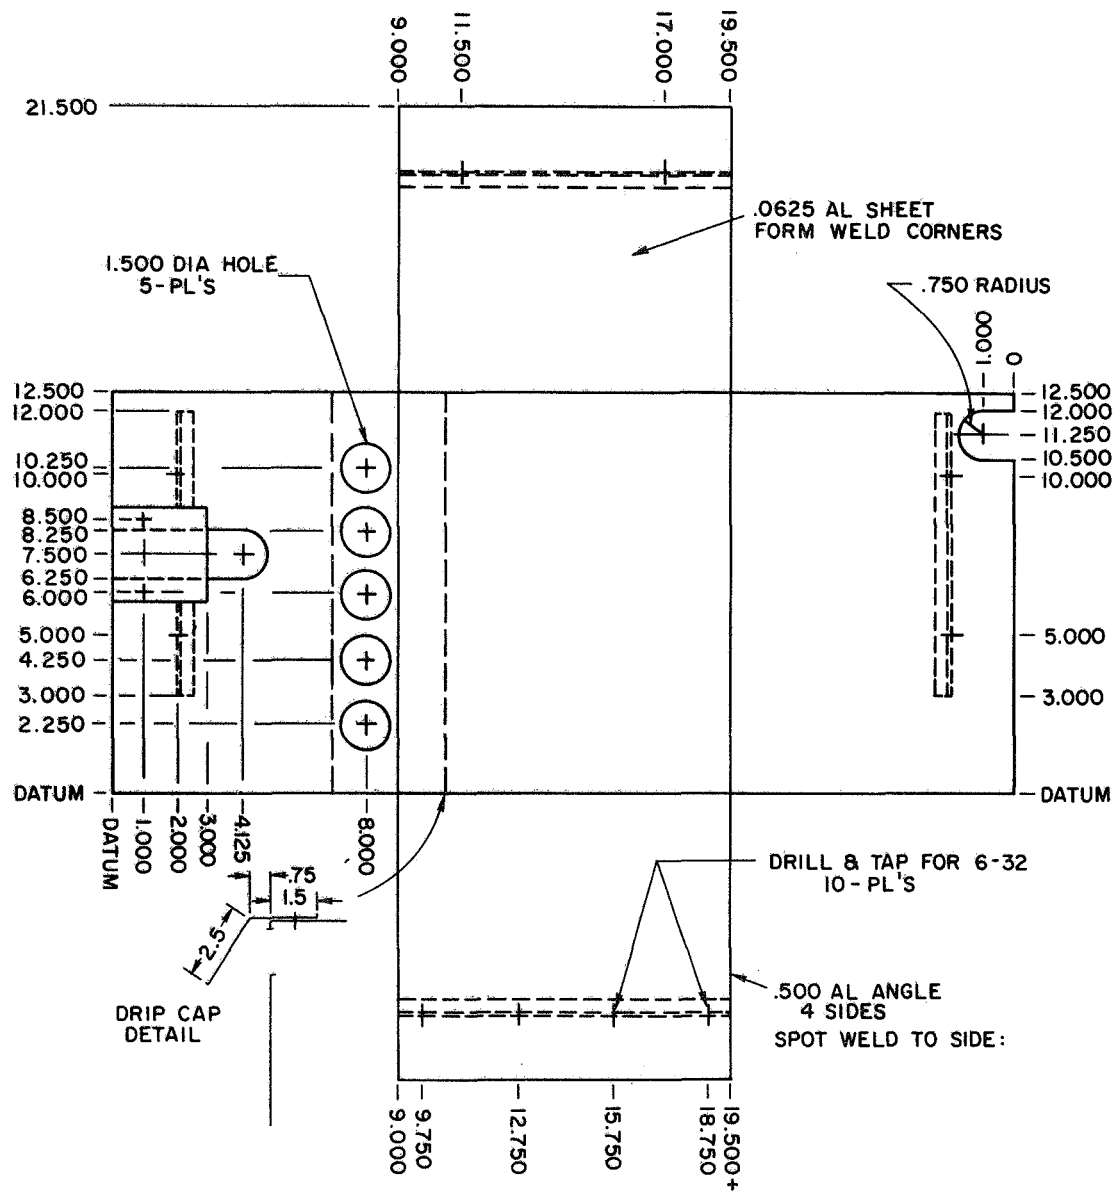 9.000
11.500
17.000
19.500
21.500
.0625 AL SHEET
FORM WELD CORNERS
1.500 DIA HOLE
5-PL'S
.750 RADIUS
1.000
0
12.500
12.000
10.250
10.000
8.500
8.250
7.500
6.250
6.000
5.000
4.250
3.000
2.250
DATUM
12.500
12.000
11.250
10.500
10.000
5.000
3.000
DATUM
DATUM
1.000
2.000
3.000
4.125
8.000
.75
1.5
2.5
DRIP CAP
DETAIL
DRILL & TAP FOR 6-32
10-PL'S
.500 AL ANGLE
4 SIDES
SPOT WELD TO SIDE:
9.000
9.750
12.750
15.750
18.750
19.500+